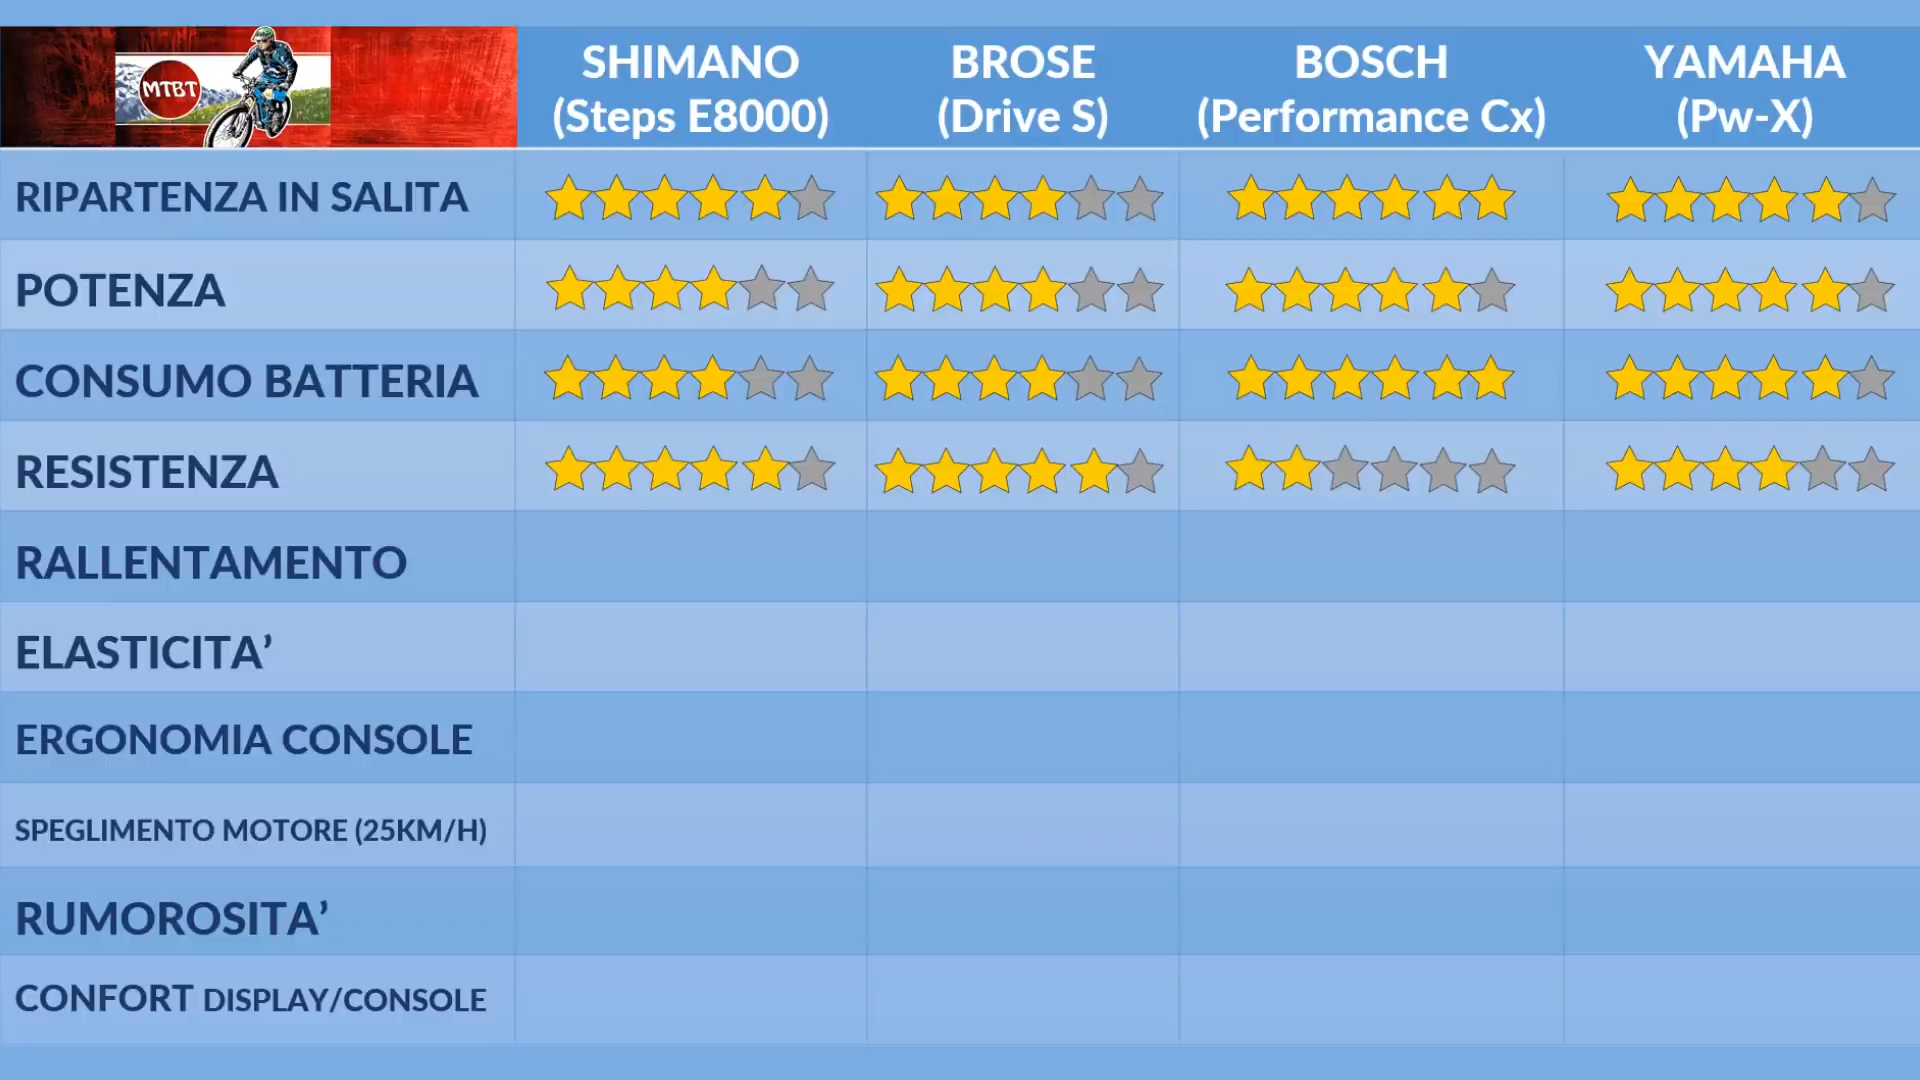 MTBT
SHIMANO
(Steps E8000)
BROSE
(Drive S)
BOSCH
(Performance Cx)
YAMAHA
(Pw-X)
RIPARTENZA IN SALITA
POTENZA
CONSUMO BATTERIA
RESISTENZA
RALLENTAMENTO
ELASTICITA’
ERGONOMIA CONSOLE
SPEGLIMENTO MOTORE (25KM/H)
RUMOROSITA’
CONFORT DISPLAY/CONSOLE